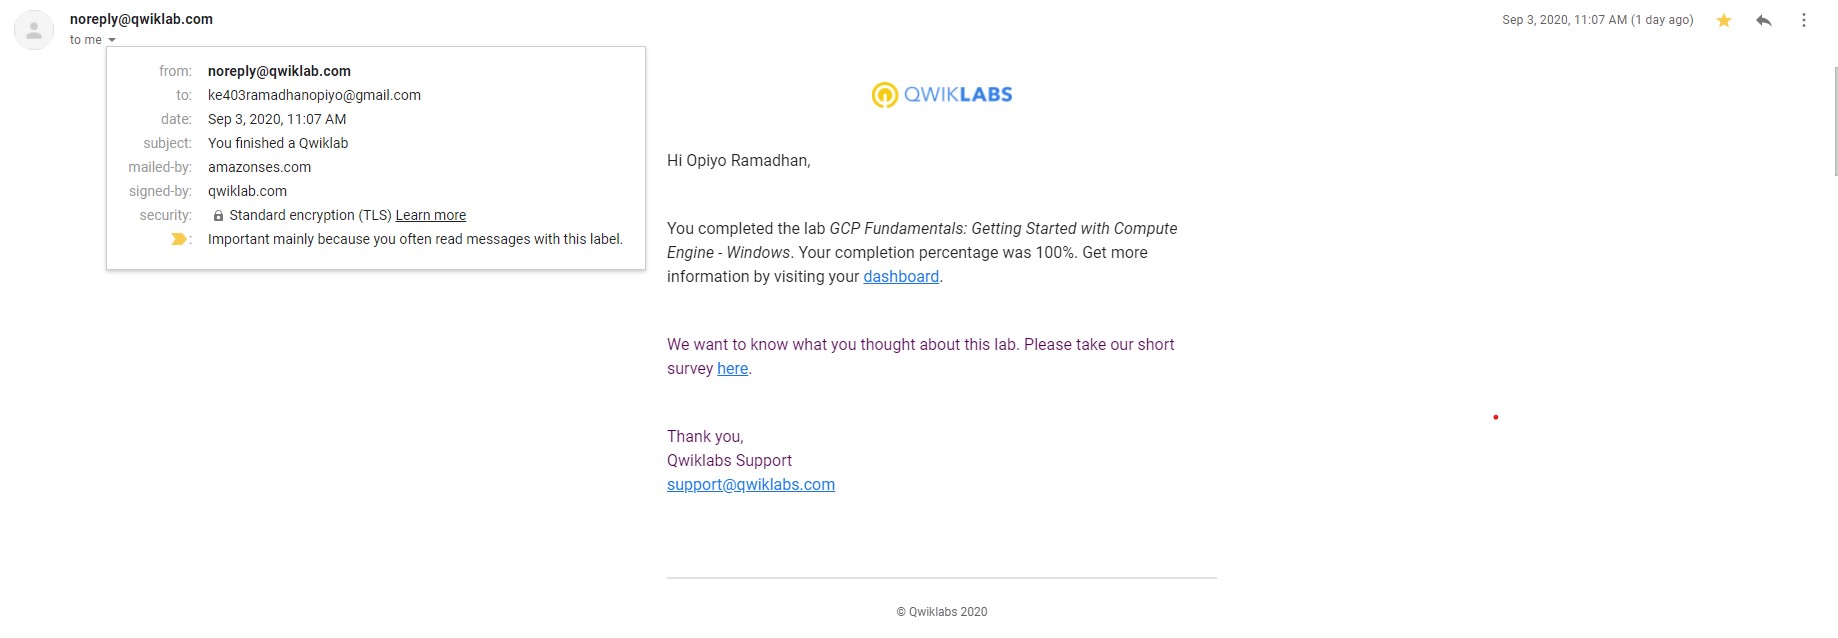 noreply@qwiklab.com
Sep 3, 2020, 11:07 AM (1 day ago)
to me
from: noreply@qwiklab.com
to: ke403ramadhanopiyo@gmail.com
date: Sep 3, 2020, 11:07 AM
subject: You finished a Qwiklab
mailed-by: amazonses.com
signed-by: qwiklab.com
security: Standard encryption (TLS) Learn more
: Important mainly because you often read messages with this label.
QWIKLABS
Hi Opiyo Ramadhan,
You completed the lab GCP Fundamentals: Getting Started with Compute
Engine - Windows. Your completion percentage was 100%. Get more
information by visiting your dashboard.
We want to know what you thought about this lab. Please take our short
survey here.
Thank you,
Qwiklabs Support
support@qwiklabs.com
© Qwiklabs 2020